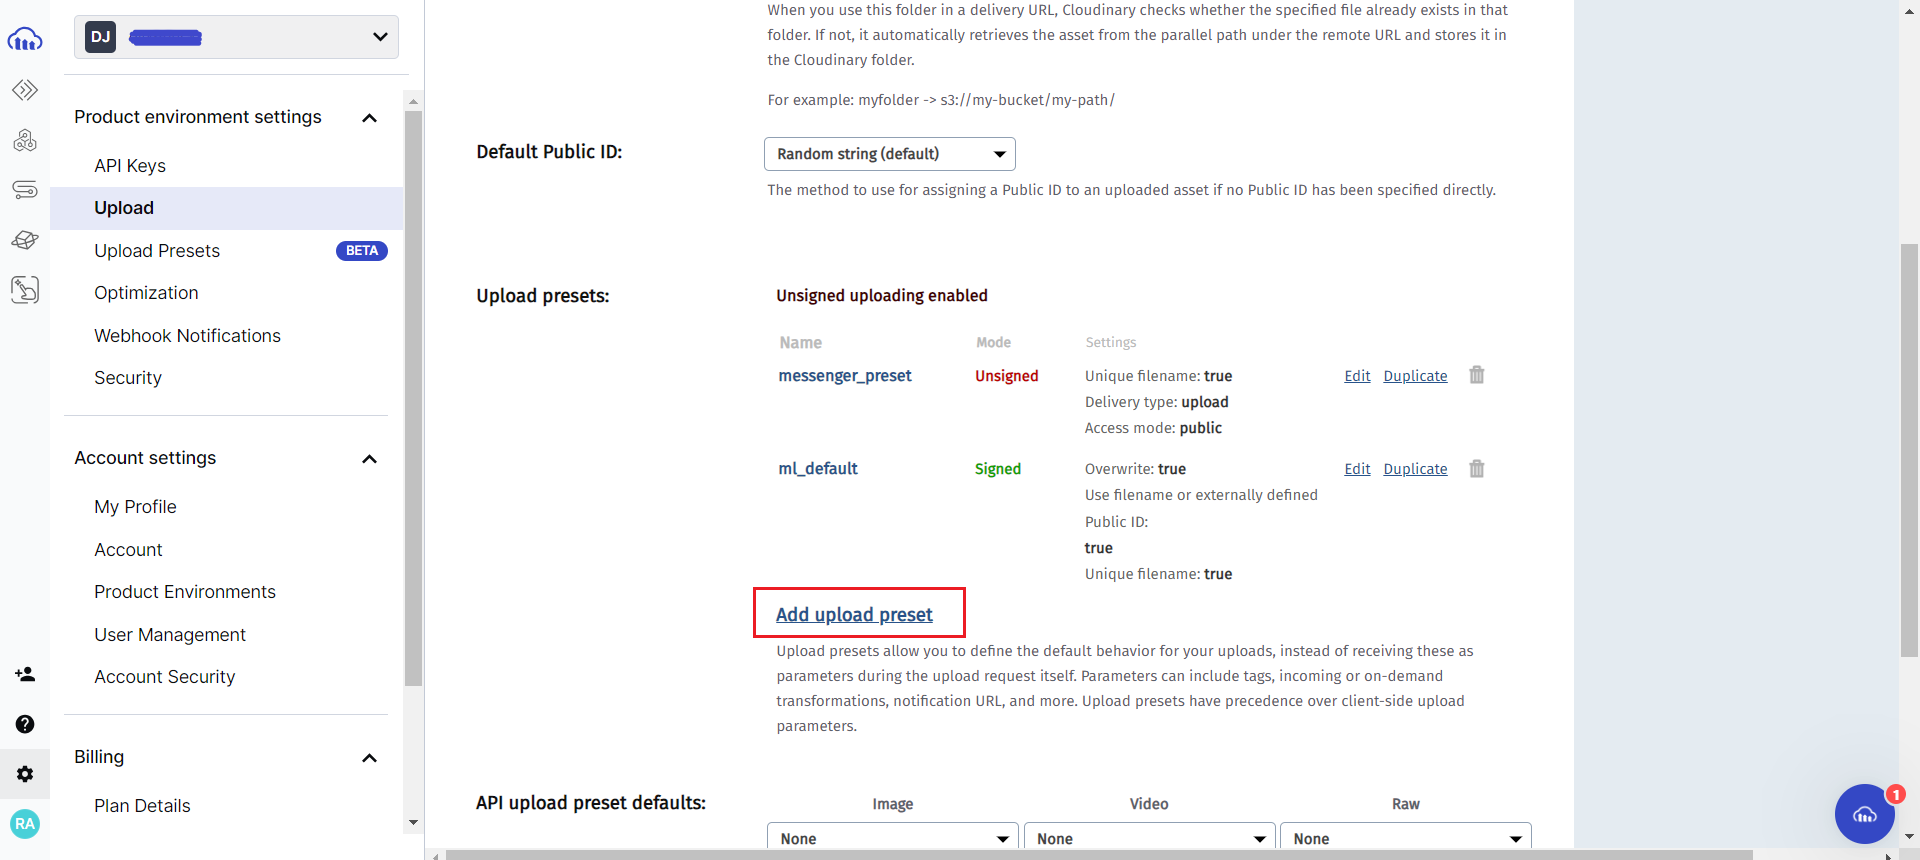 DJ
Product environment settings
API Keys
Upload
Upload Presets BETA
Optimization
Webhook Notifications
Security
Account settings
My Profile
Account
Product Environments
User Management
Account Security
Billing
Plan Details
RA
When you use this folder in a delivery URL, Cloudinary checks whether the specified file already exists in that
folder. If not, it automatically retrieves the asset from the parallel path under the remote URL and stores it in
the Cloudinary folder.
For example: myfolder -> s3://my-bucket/my-path/
Default Public ID: Random string (default)
The method to use for assigning a Public ID to an uploaded asset if no Public ID has been specified directly.
Upload presets: Unsigned uploading enabled
Name Mode Settings
messenger_preset Unsigned Unique filename: true Edit Duplicate
Delivery type: upload
Access mode: public
ml_default Signed Overwrite: true Edit Duplicate
Use filename or externally defined
Public ID:
true
Unique filename: true
Add upload preset
Upload presets allow you to define the default behavior for your uploads, instead of receiving these as
parameters during the upload request itself. Parameters can include tags, incoming or on-demand
transformations, notification URL, and more. Upload presets have precedence over client-side upload
parameters.
API upload preset defaults: Image Video Raw
None None None
1